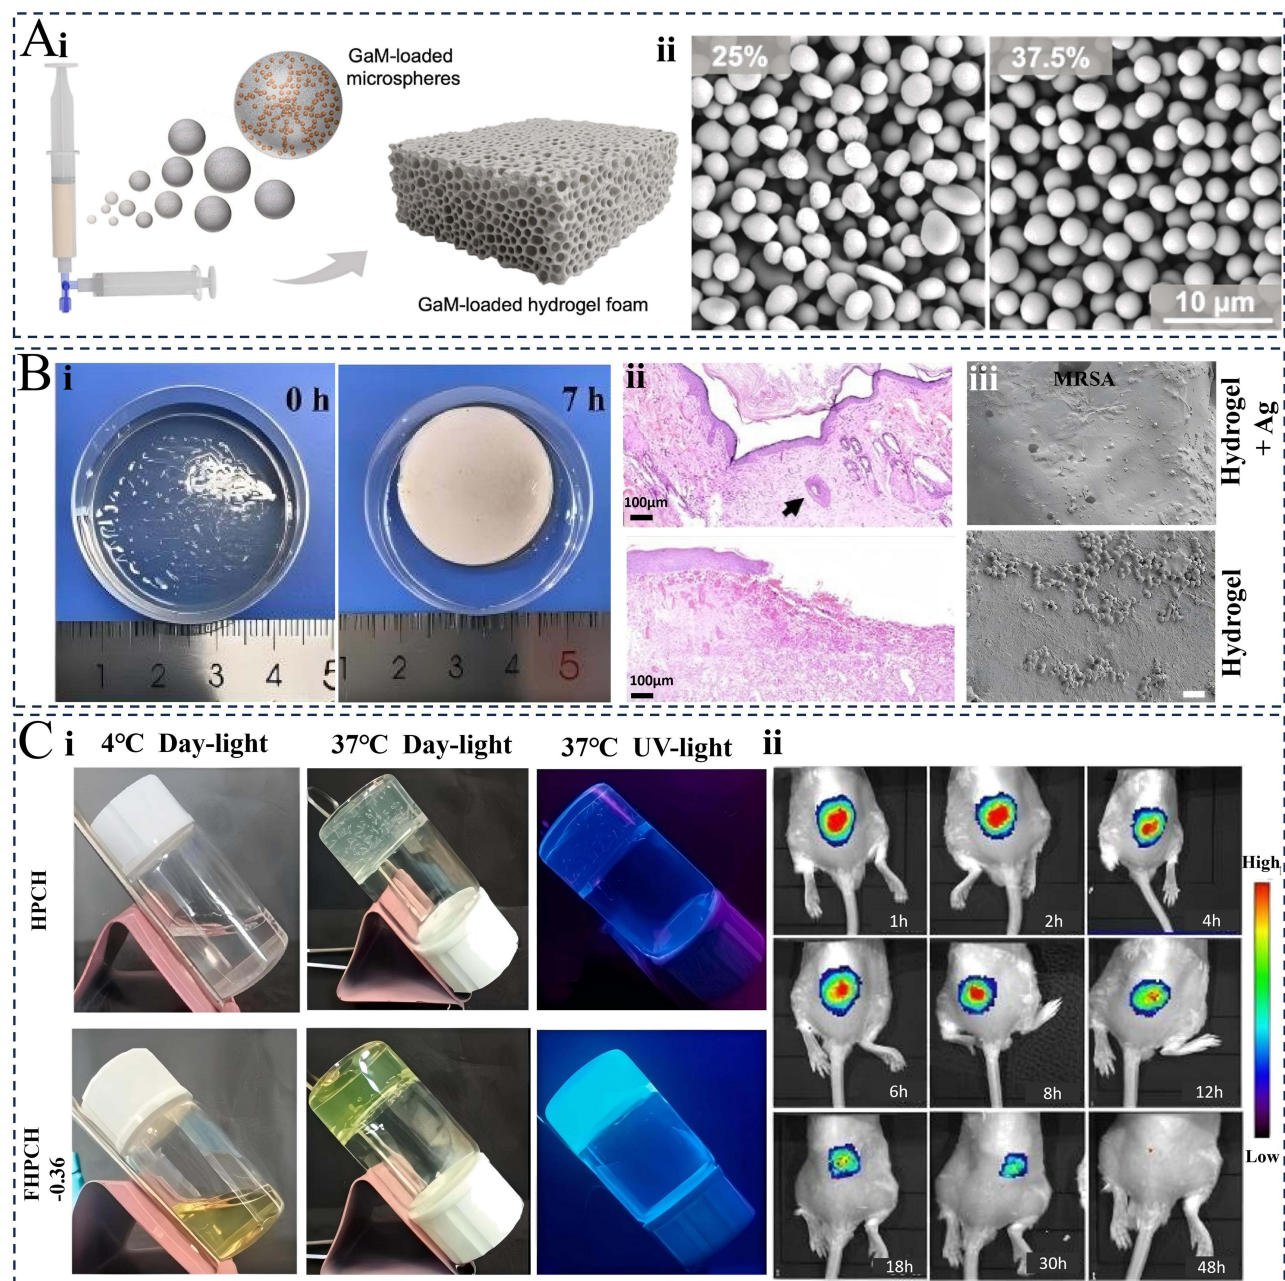 A
i
GaM-loaded
microspheres
GaM-loaded hydrogel foam
ii
25%
37.5%
10 µm
B
i
0 h
7 h
1 2 3 4 5
1 2 3 4 5
ii
100µm
100µm
iii
MRSA
Hydrogel
+ Ag
Hydrogel
C
i
4°C Day-light
37°C Day-light
37°C UV-light
HPCH
FHPCH
-0.36
ii
1h
2h
4h
6h
8h
12h
18h
30h
48h
High
Low